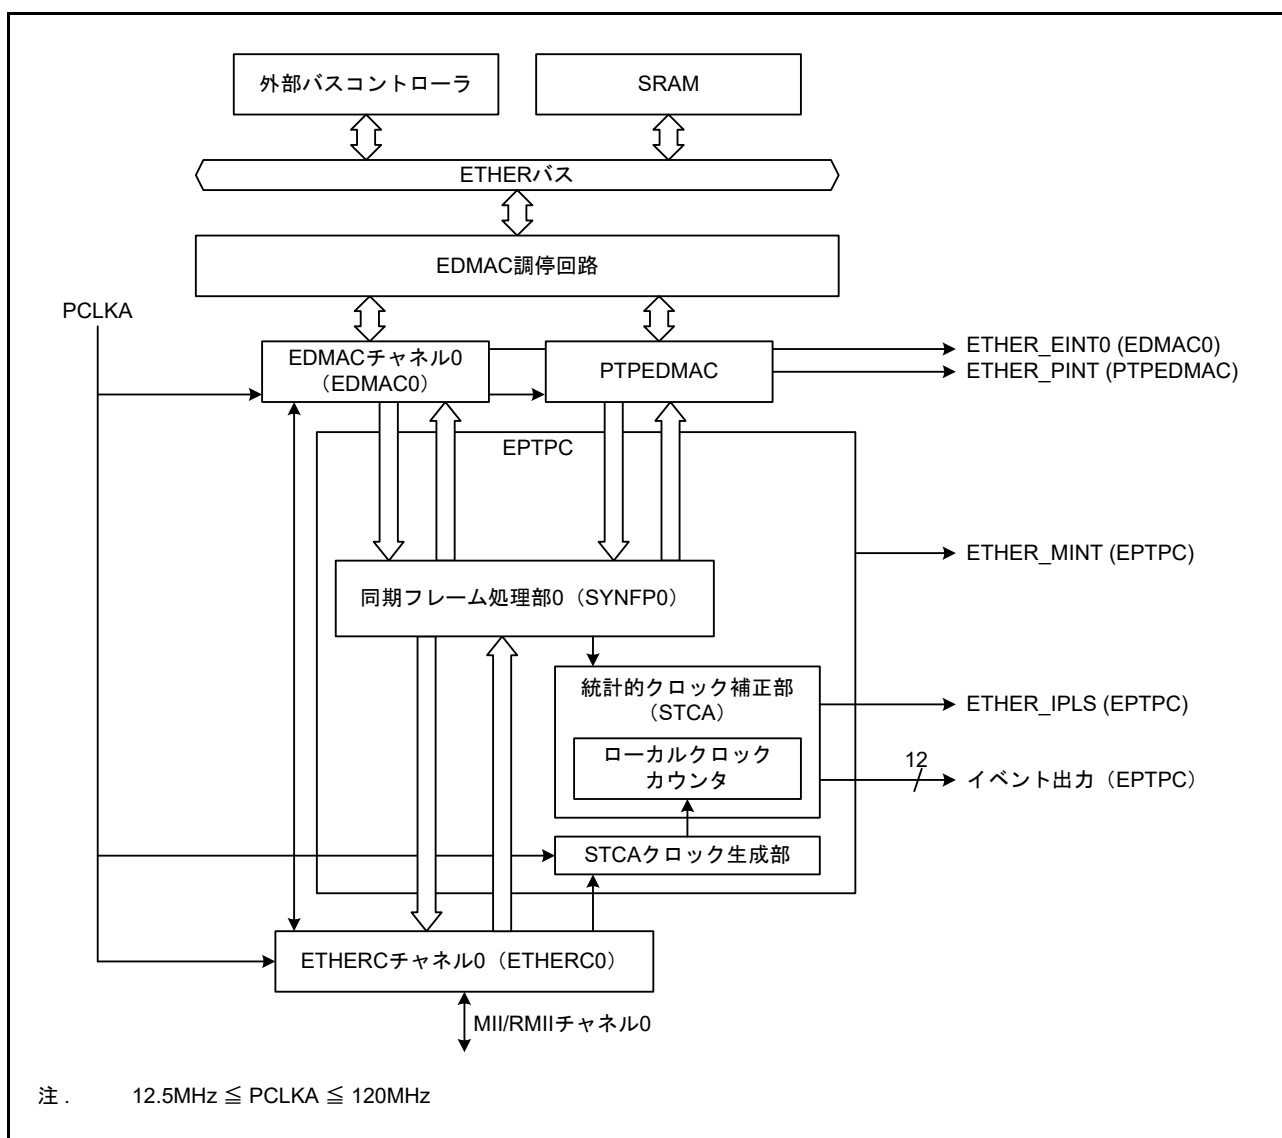 外部バスコントローラ
SRAM
ETHERバス
EDMAC調停回路
PCLKA
EDMACチャネル0
（EDMAC0）
PTPEDMAC
ETHER_EINT0 (EDMAC0)
ETHER_PINT (PTPEDMAC)
EPTPC
ETHER_MINT (EPTPC)
同期フレーム処理部0（SYNFP0）
統計的クロック補正部
（STCA）
ETHER_IPLS (EPTPC)
ローカルクロック
カウンタ
12
イベント出力（EPTPC）
STCAクロック生成部
ETHERCチャネル0（ETHERC0）
MII/RMIIチャネル0
注 . 12.5MHz ≦ PCLKA ≦ 120MHz